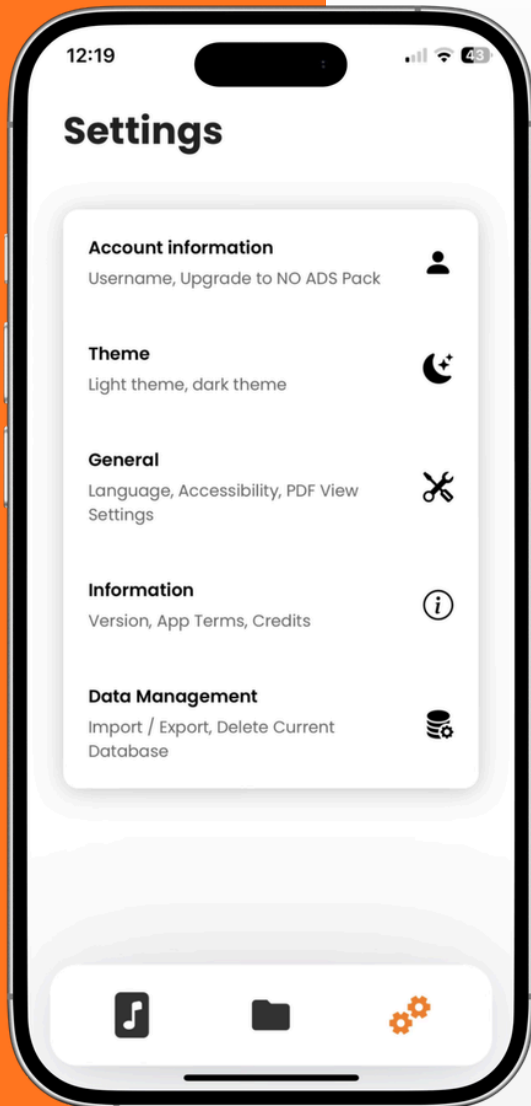 12:19
43
Settings
Account information
Username, Upgrade to NO ADS Pack
Theme
Light theme, dark theme
General
Language, Accessibility, PDF View
Settings
Information
i
Version, App Terms, Credits
Data Management
Import / Export, Delete Current
Database